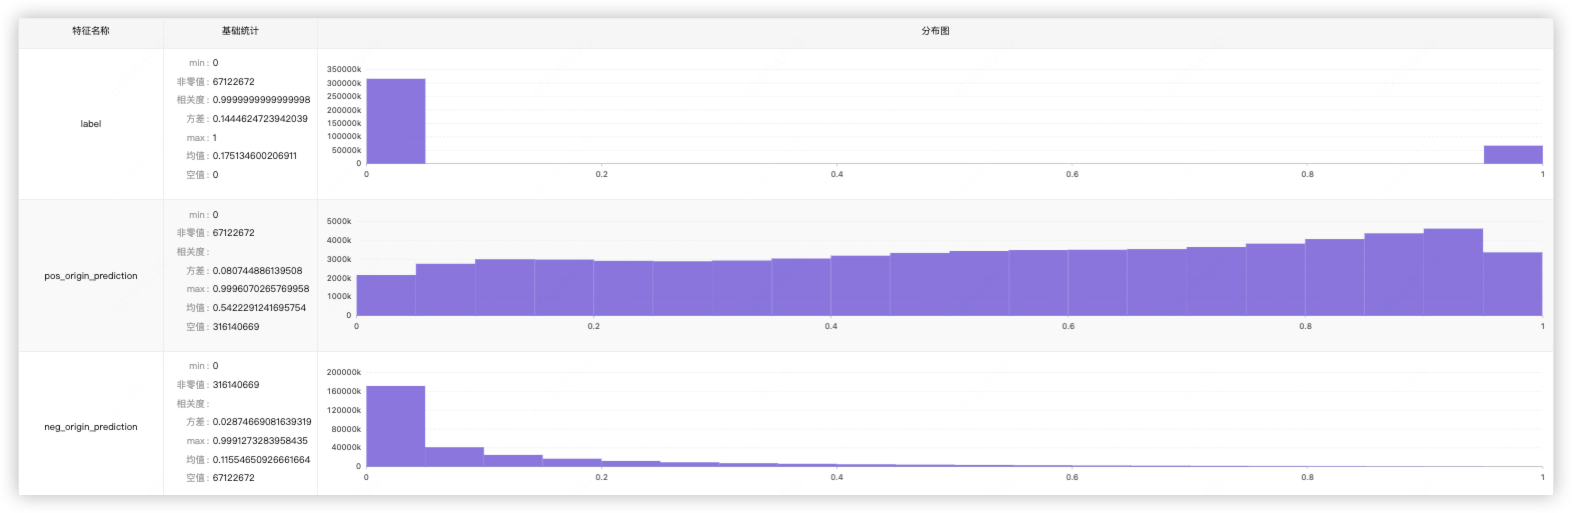 特征名称 基础统计 分布图
label
min : 0
非零值 : 67122672
相关度 : 0.9999999999999998
方差 : 0.1444624723942039
max : 1
均值 : 0.175134600206911
空值 : 0
350000k
300000k
250000k
200000k
150000k
100000k
50000k
0
0 0.2 0.4 0.6 0.8 1
pos_origin_prediction
min : 0
非零值 : 67122672
相关度 :
方差 : 0.080744886139508
max : 0.9996070265769958
均值 : 0.5422291241695754
空值 : 316140669
5000k
4000k
3000k
2000k
1000k
0
0 0.2 0.4 0.6 0.8 1
neg_origin_prediction
min : 0
非零值 : 316140669
相关度 :
方差 : 0.02874669081639319
max : 0.9991273283958435
均值 : 0.11554650926661664
空值 : 67122672
200000k
160000k
120000k
80000k
40000k
0
0 0.2 0.4 0.6 0.8 1